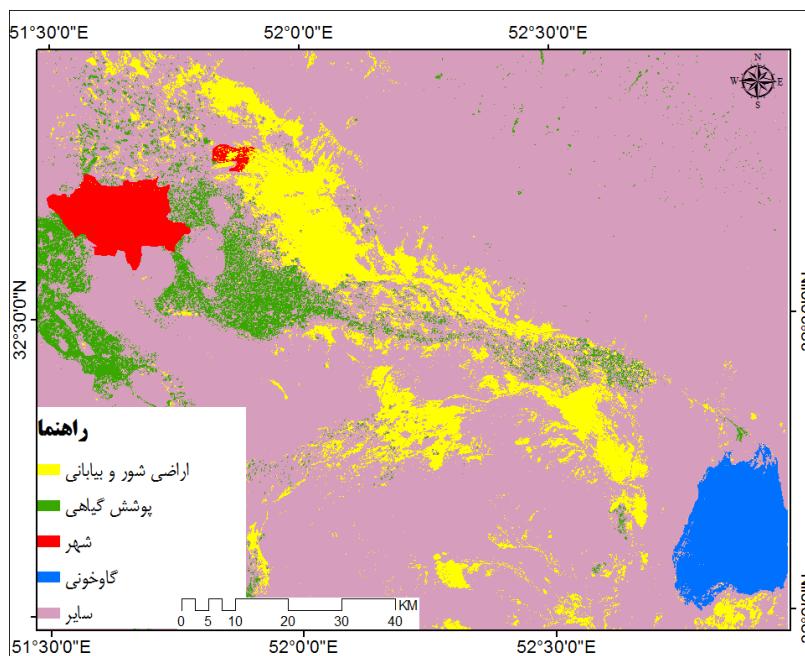 51°30'0"E 52°0'0"E 52°30'0"E
N
W E
S
32°30'0"N
راهنما
اراضی شور و بیابانی
پوشش گیاهی
شهر
گاوخونی
سایر
KM
0 5 10 20 30 40
51°30'0"E 52°0'0"E 52°30'0"E